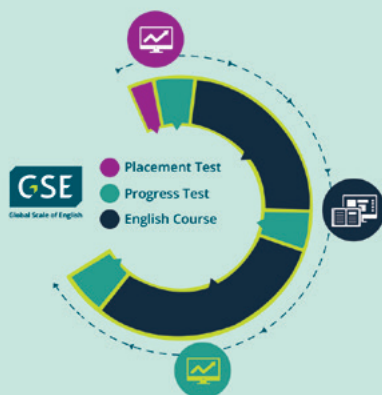 GSE
Global Scale of English
Placement Test
Progress Test
English Course